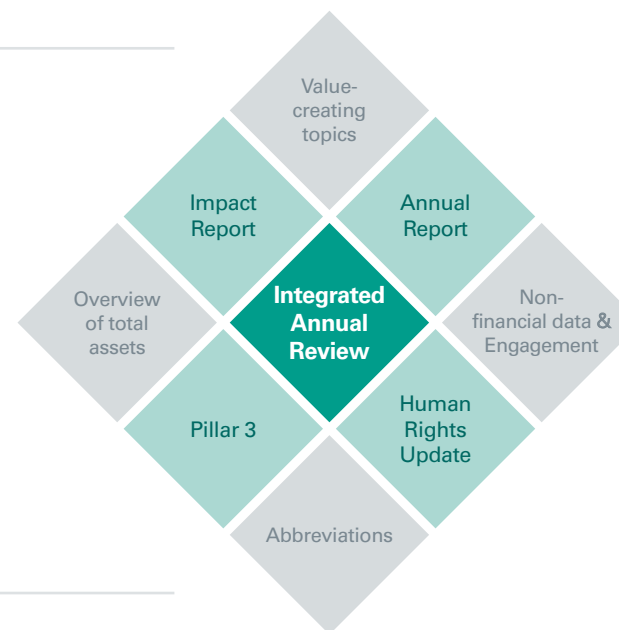 Value-
creating
topics
Impact
Report
Annual
Report
Overview
of total
assets
Integrated
Annual
Review
Non-
financial data &
Engagement
Pillar 3
Human
Rights
Update
Abbreviations